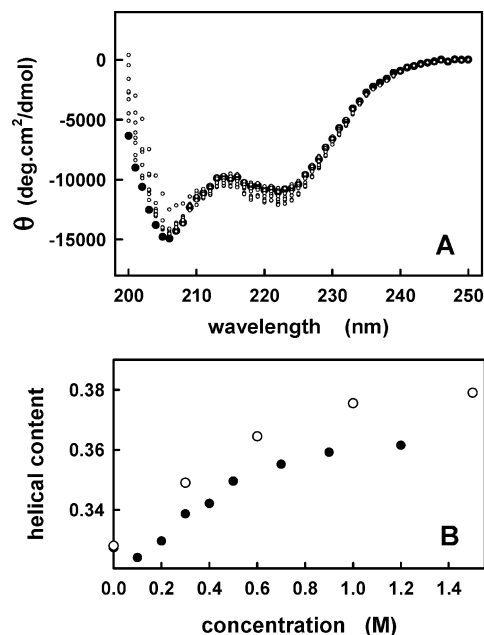 0
-5000
-10000
-15000
θ (deg.cm²/dmol)
A
200 210 220 230 240 250
wavelength (nm)
0.38
0.36
0.34
helical content
B
0.0 0.2 0.4 0.6 0.8 1.0 1.2 1.4
concentration (M)